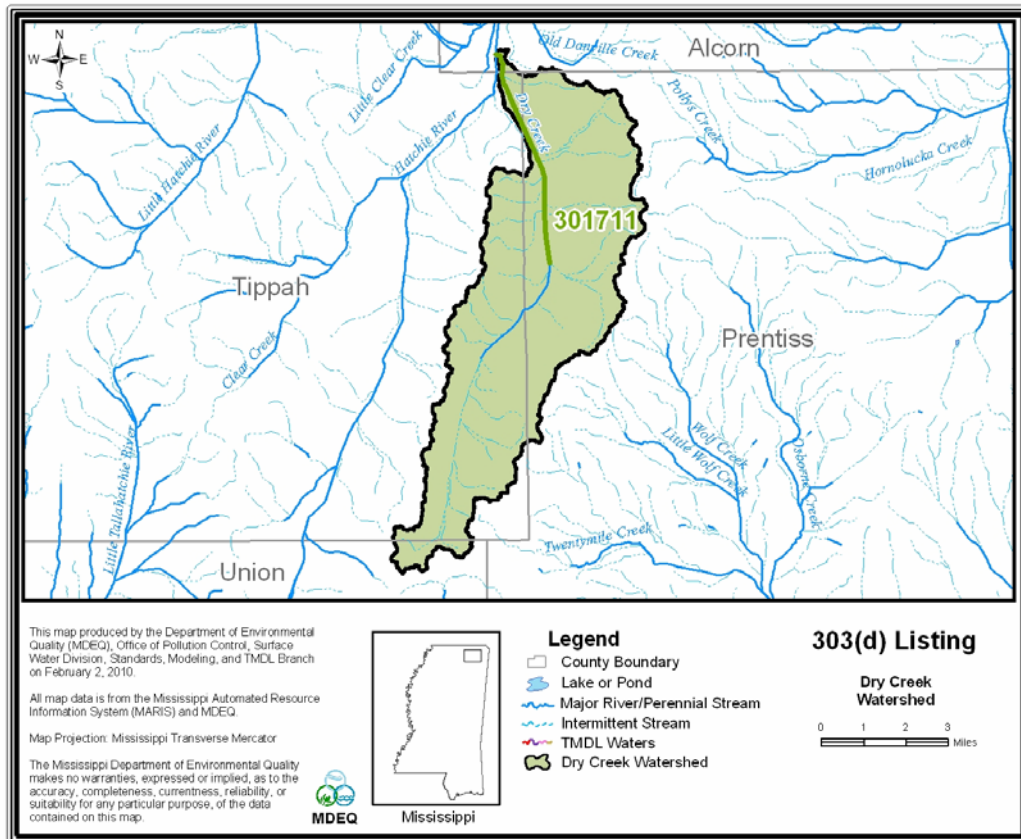 N
W E
S
Old Danville Creek
Alcorn
Little Clear Creek
Pollys Creek
Dry Creek
Hatchie River
Little Hatchie River
Hornolucka Creek
301711
Tippah
Prentiss
Clear Creek
Wolf Creek
Little Wolf Creek
Osborne Creek
Little Tallahatchie River
Twentymile Creek
Union
This map produced by the Department of Environmental
Quality (MDEQ), Office of Pollution Control, Surface
Water Division, Standards, Modeling, and TMDL Branch
on February 2, 2010.
All map data is from the Mississippi Automated Resource
Information System (MARIS) and MDEQ.
Map Projection: Mississippi Transverse Mercator
The Mississippi Department of Environmental Quality
makes no warranties, expressed or implied, as to the
accuracy, completeness, currentness, reliability, or
suitability for any particular purpose, of the data
contained on this map.
MDEQ
Mississippi
Legend
County Boundary
Lake or Pond
Major River/Perennial Stream
Intermittent Stream
TMDL Waters
Dry Creek Watershed
303(d) Listing
Dry Creek
Watershed
0 1 2 3
Miles